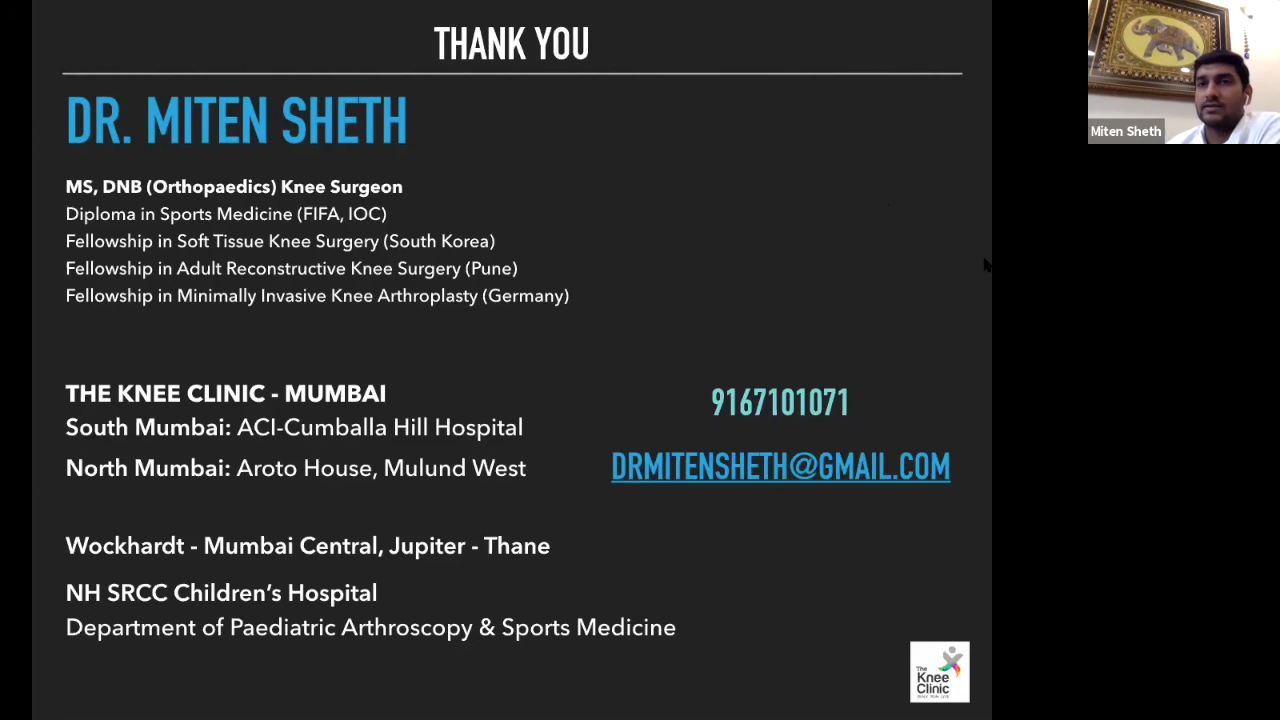 THANK YOU
DR. MITEN SHETH
MS, DNB (Orthopaedics) Knee Surgeon
Diploma in Sports Medicine (FIFA, IOC)
Fellowship in Soft Tissue Knee Surgery (South Korea)
Fellowship in Adult Reconstructive Knee Surgery (Pune)
Fellowship in Minimally Invasive Knee Arthroplasty (Germany)
THE KNEE CLINIC - MUMBAI
South Mumbai: ACI-Cumballa Hill Hospital
North Mumbai: Aroto House, Mulund West
9167101071
DRMITENSHETH@GMAIL.COM
Wockhardt - Mumbai Central, Jupiter - Thane
NH SRCC Children’s Hospital
Department of Paediatric Arthroscopy & Sports Medicine
The
Knee
Clinic
Miten Sheth